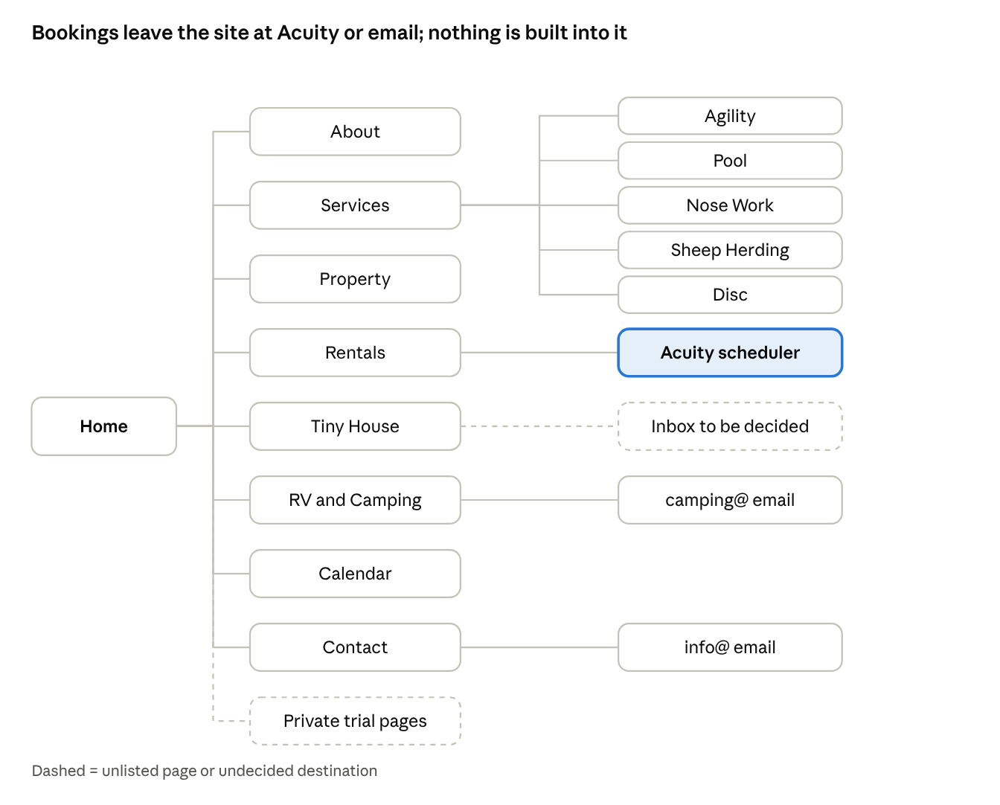 Bookings leave the site at Acuity or email; nothing is built into it
Home
About
Services
Property
Rentals
Tiny House
RV and Camping
Calendar
Contact
Private trial pages
Agility
Pool
Nose Work
Sheep Herding
Disc
Acuity scheduler
Inbox to be decided
camping@ email
info@ email
Dashed = unlisted page or undecided destination